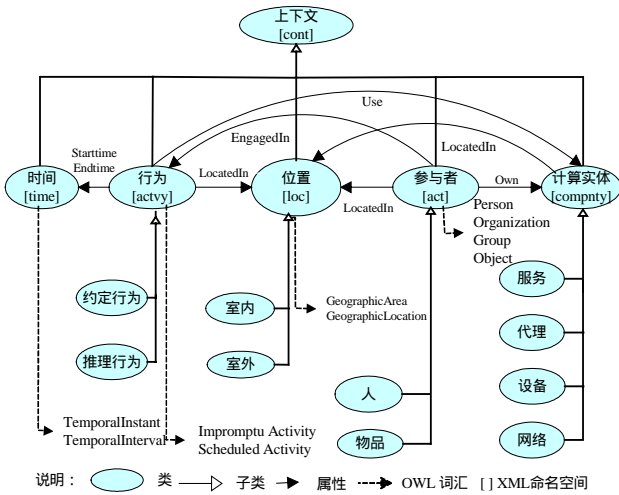 上下文
[cont]
Use
EngagedIn
LocatedIn
Starttime
Endtime
时间
[time]
行为
[actvy]
LocatedIn
位置
[loc]
LocatedIn
参与者
[act]
Own
计算实体
[compnty]
Person
Organization
Group
Object
约定行为
推理行为
室内
室外
GeographicArea
GeographicLocation
服务
代理
设备
网络
人
物品
TemporalInstant
TemporalInterval
Impromptu Activity
Scheduled Activity
说明： 类 子类 属性 OWL 词汇 [ ] XML命名空间